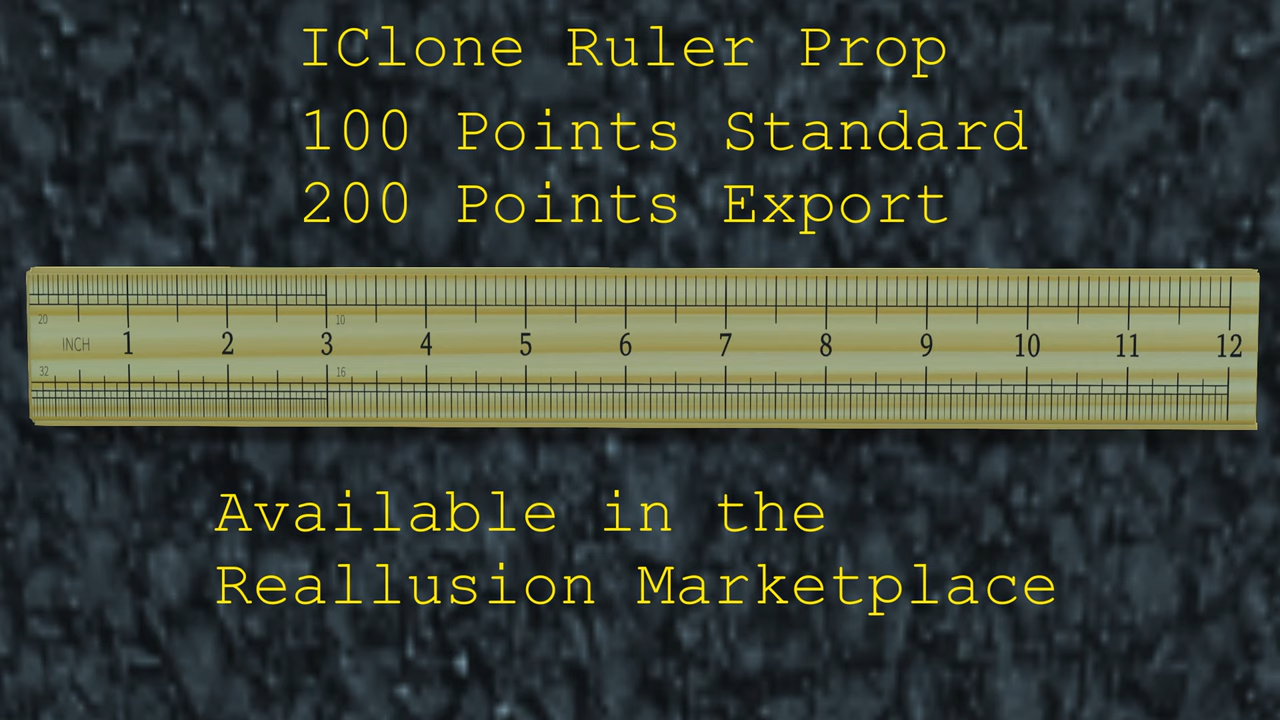 IClone Ruler Prop
100 Points Standard
200 Points Export
20 10
INCH 1 2 3 4 5 6 7 8 9 10 11 12
32 16
Available in the
Reallusion Marketplace